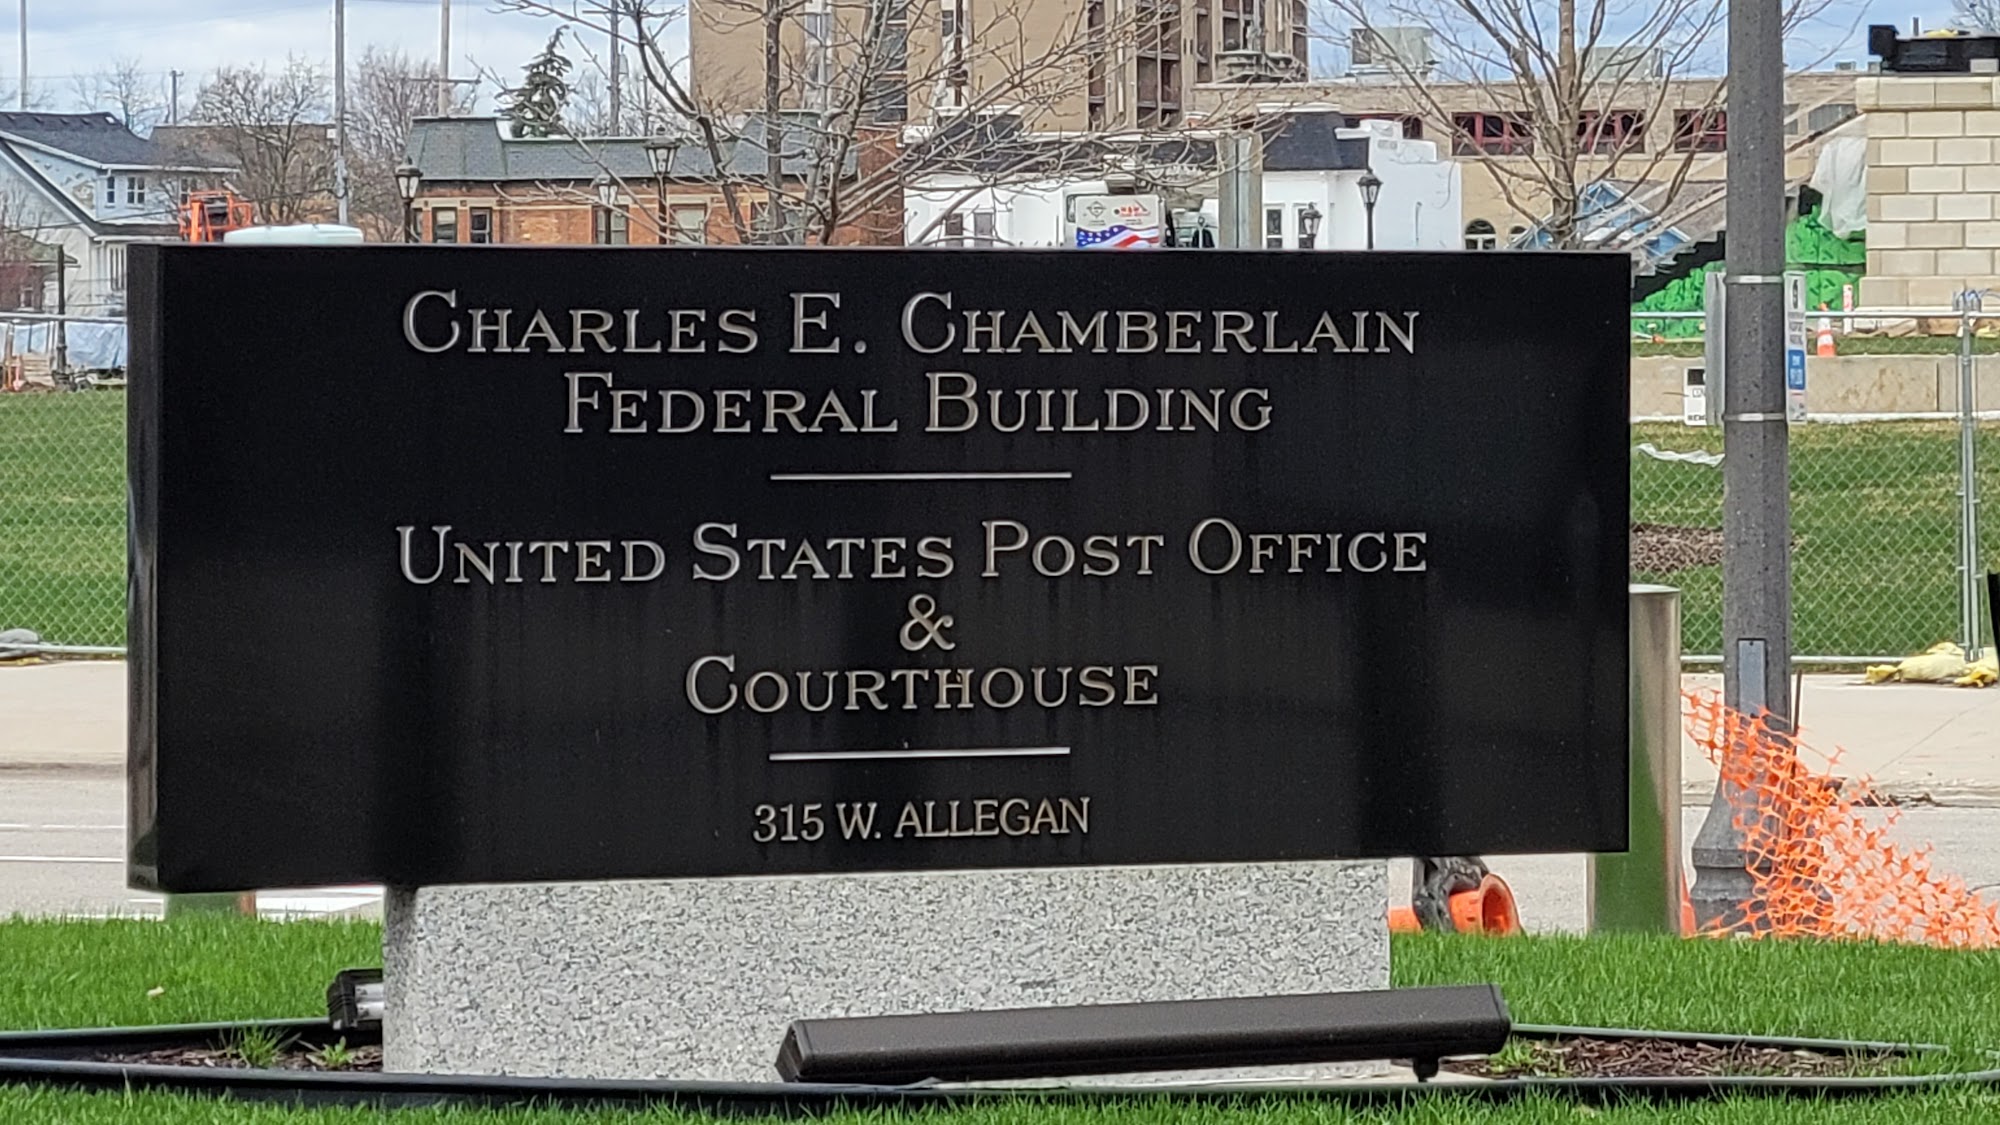 CHARLES E. CHAMBERLAIN
FEDERAL BUILDING
UNITED STATES POST OFFICE
&
COURTHOUSE
315 W. ALLEGAN